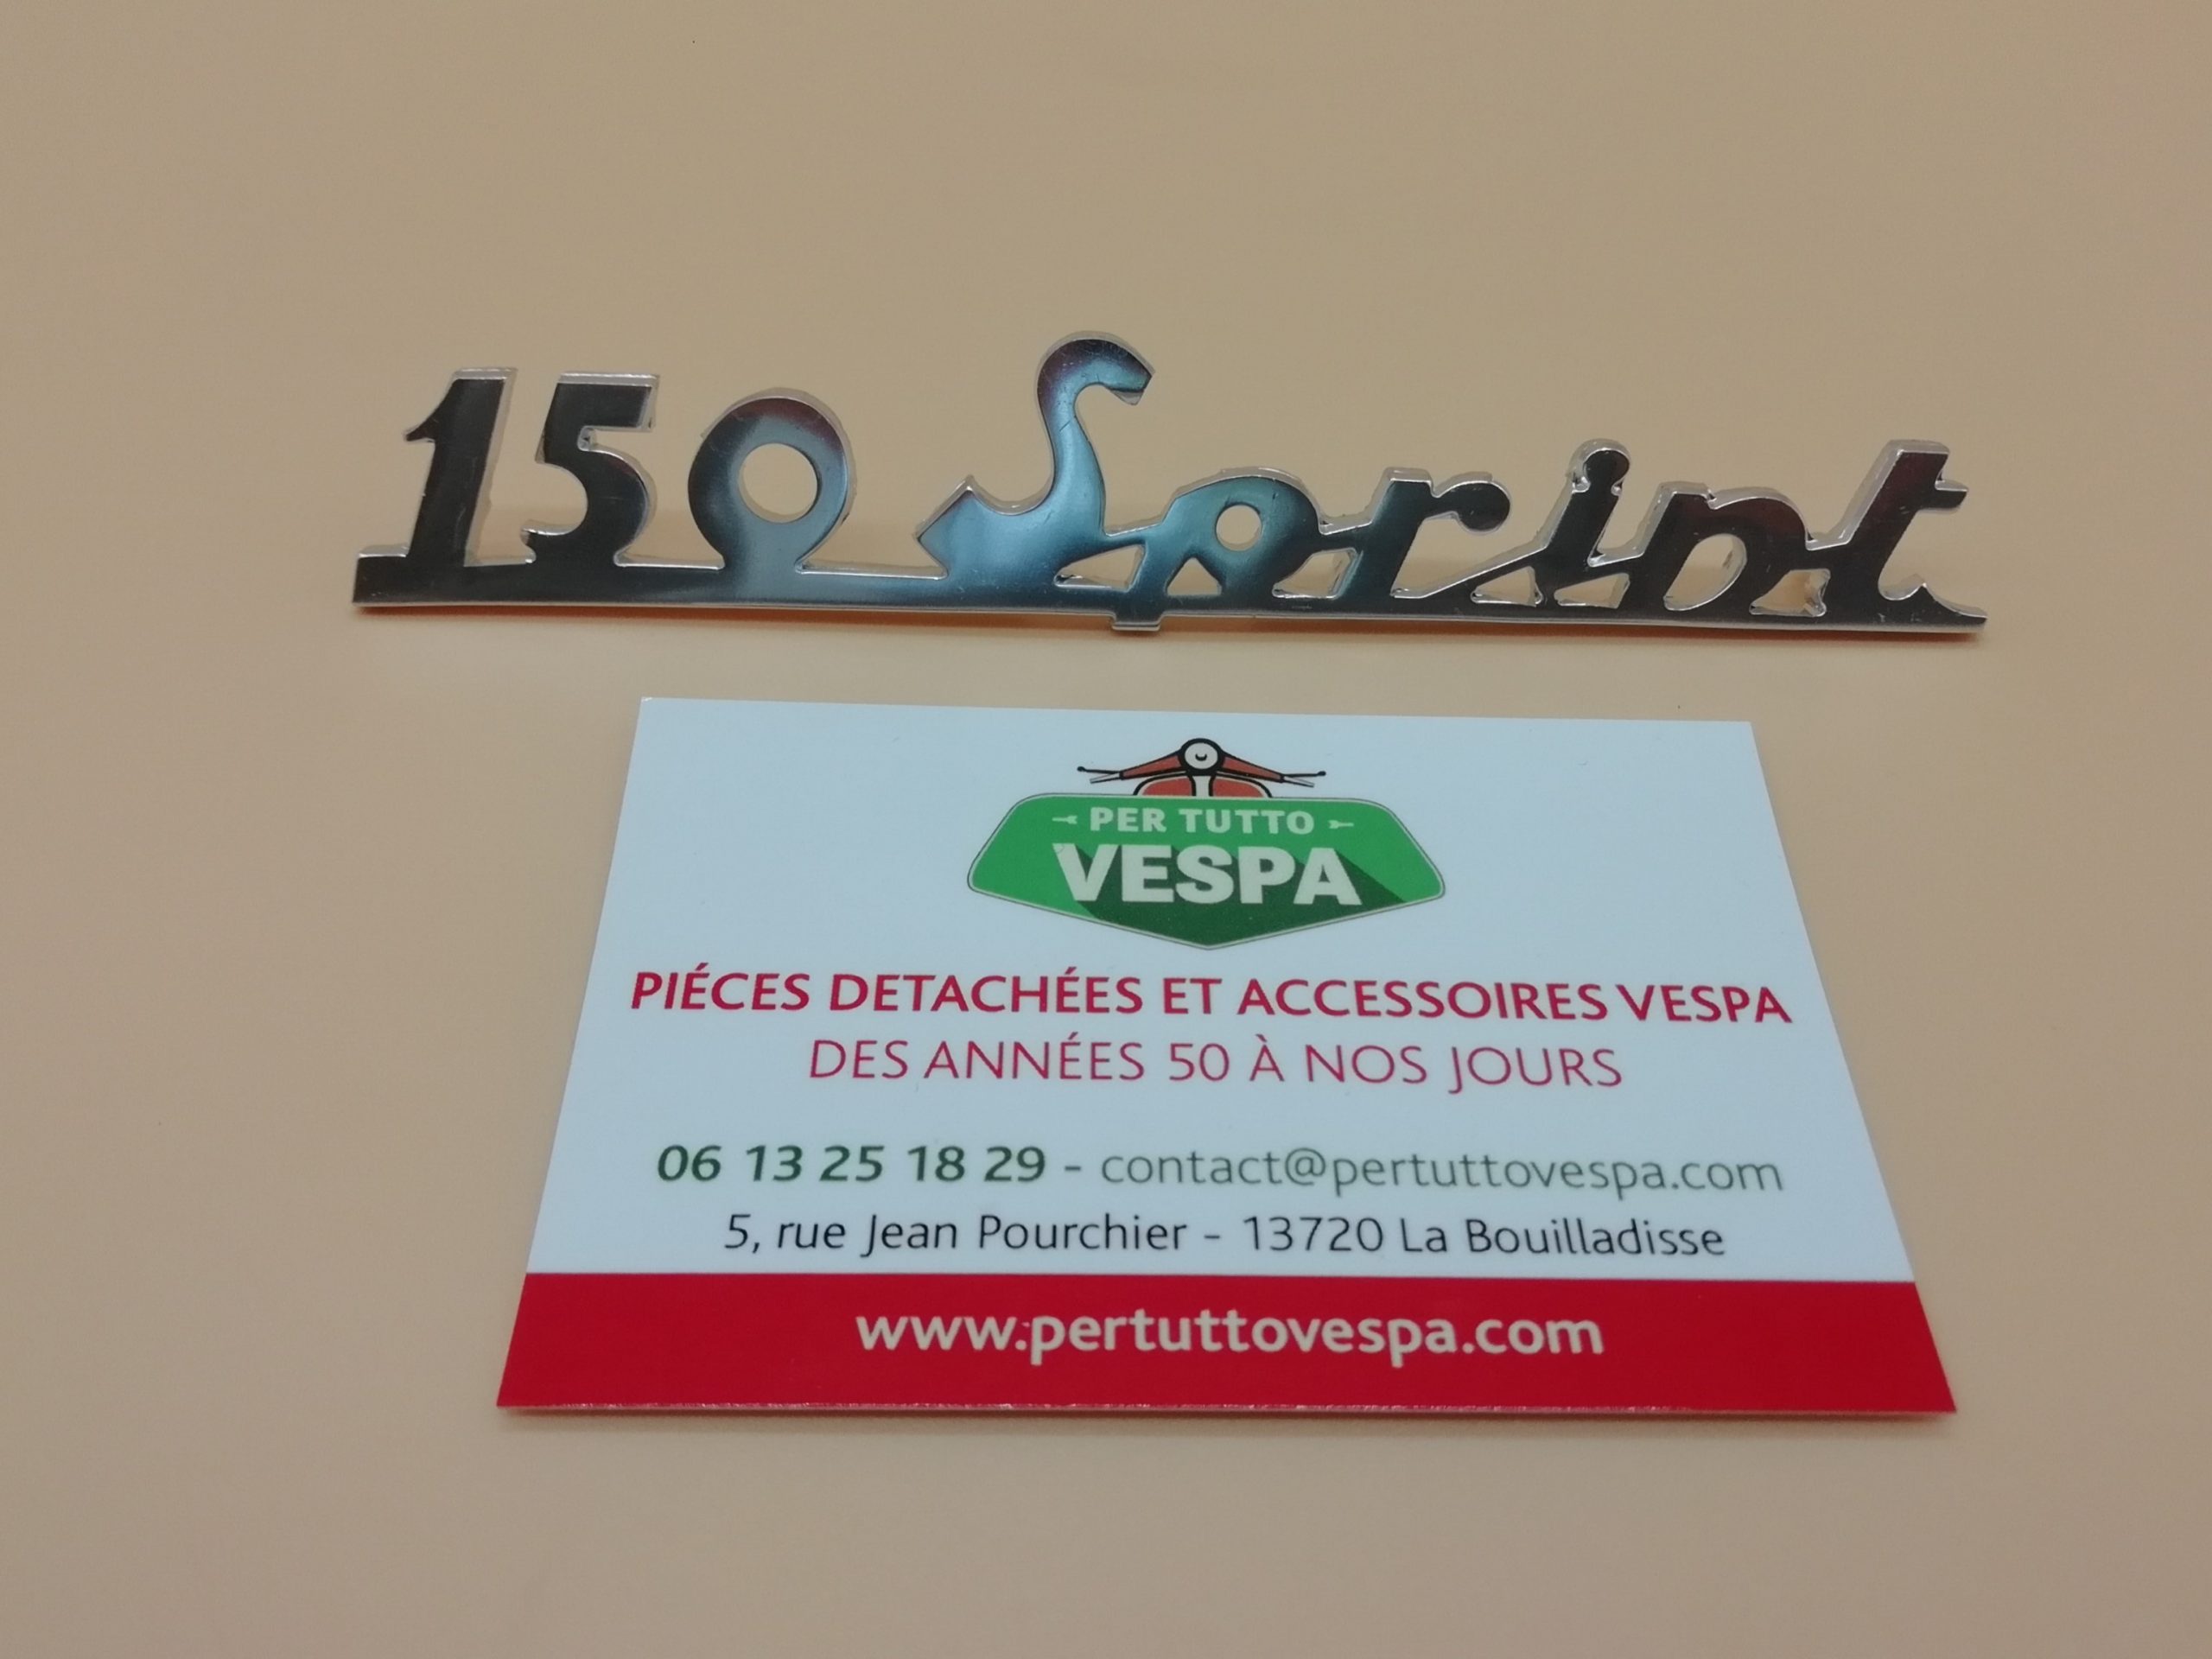 150 Sprint
PER TUTTO
VESPA
PIÉCES DETACHÉES ET ACCESSOIRES VESPA
DES ANNÉES 50 À NOS JOURS
06 13 25 18 29 - contact@pertuttovespa.com
5, rue Jean Pourchier - 13720 La Bouilladisse
www.pertuttovespa.com